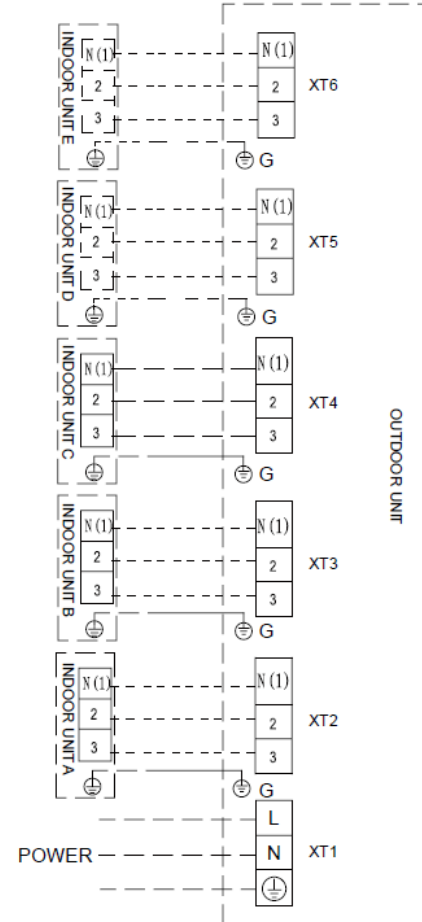 INDOOR UNIT E
N(1)
2
3
N(1)
2
3
XT6
G
INDOOR UNIT D
N(1)
2
3
N(1)
2
3
XT5
G
INDOOR UNIT C
N(1)
2
3
N(1)
2
3
XT4
G
OUTDOOR UNIT
INDOOR UNIT B
N(1)
2
3
N(1)
2
3
XT3
G
INDOOR UNIT A
N(1)
2
3
N(1)
2
3
XT2
G
L
POWER
N
XT1